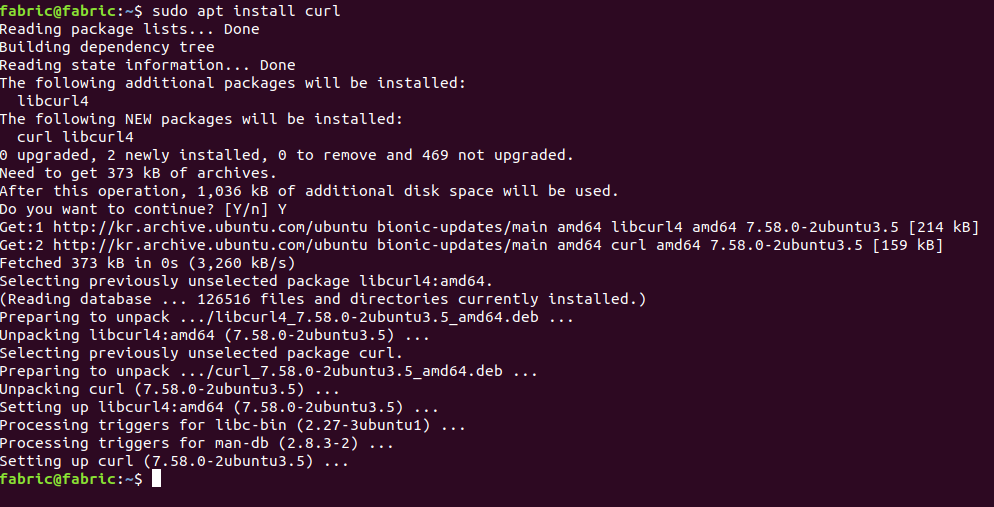 fabric@fabric:~$ sudo apt install curl
Reading package lists... Done
Building dependency tree
Reading state information... Done
The following additional packages will be installed:
  libcurl4
The following NEW packages will be installed:
  curl libcurl4
0 upgraded, 2 newly installed, 0 to remove and 469 not upgraded.
Need to get 373 kB of archives.
After this operation, 1,036 kB of additional disk space will be used.
Do you want to continue? [Y/n] Y
Get:1 http://kr.archive.ubuntu.com/ubuntu bionic-updates/main amd64 libcurl4 amd64 7.58.0-2ubuntu3.5 [214 kB]
Get:2 http://kr.archive.ubuntu.com/ubuntu bionic-updates/main amd64 curl amd64 7.58.0-2ubuntu3.5 [159 kB]
Fetched 373 kB in 0s (3,260 kB/s)
Selecting previously unselected package libcurl4:amd64.
(Reading database ... 126516 files and directories currently installed.)
Preparing to unpack .../libcurl4_7.58.0-2ubuntu3.5_amd64.deb ...
Unpacking libcurl4:amd64 (7.58.0-2ubuntu3.5) ...
Selecting previously unselected package curl.
Preparing to unpack .../curl_7.58.0-2ubuntu3.5_amd64.deb ...
Unpacking curl (7.58.0-2ubuntu3.5) ...
Setting up libcurl4:amd64 (7.58.0-2ubuntu3.5) ...
Processing triggers for libc-bin (2.27-3ubuntu1) ...
Processing triggers for man-db (2.8.3-2) ...
Setting up curl (7.58.0-2ubuntu3.5) ...
fabric@fabric:~$